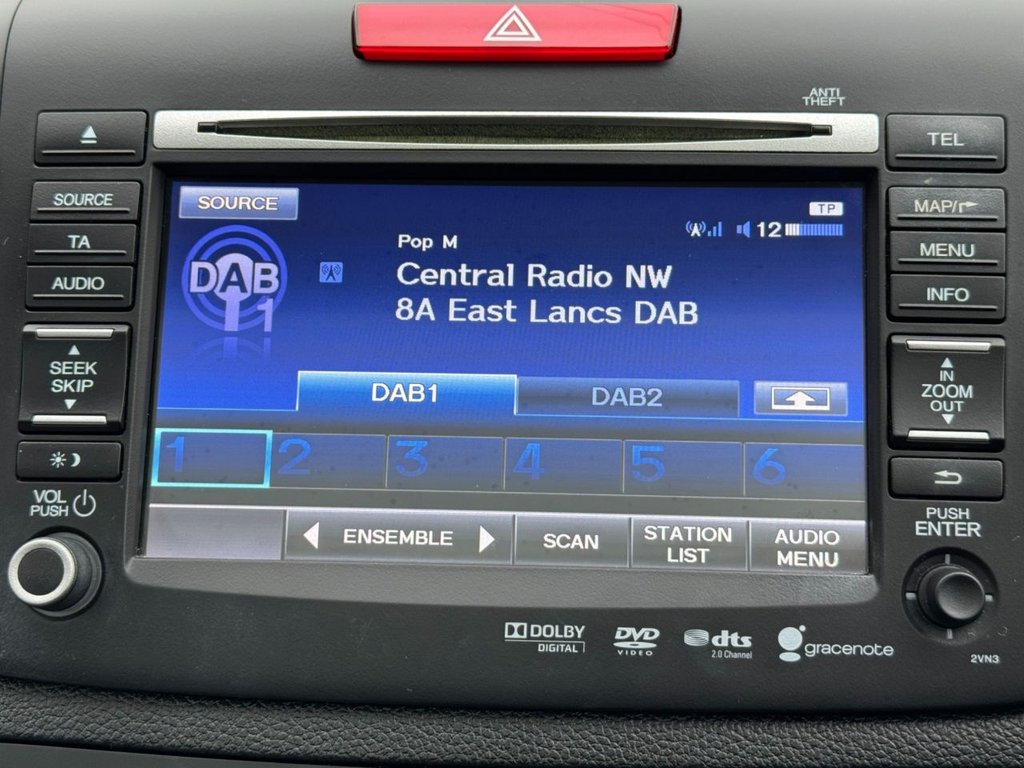 ANTI
THEFT
SOURCE
TA
AUDIO
SEEK
SKIP
VOL
PUSH
SOURCE
TP
12
Pop M
DAB
1
Central Radio NW
8A East Lancs DAB
DAB1
DAB2
1 2 3 4 5 6
ENSEMBLE
SCAN
STATION
LIST
AUDIO
MENU
TEL
MAP/
MENU
INFO
IN
ZOOM
OUT
PUSH
ENTER
DOLBY
DIGITAL
DVD
VIDEO
dts
2.0 Channel
gracenote
2VN3